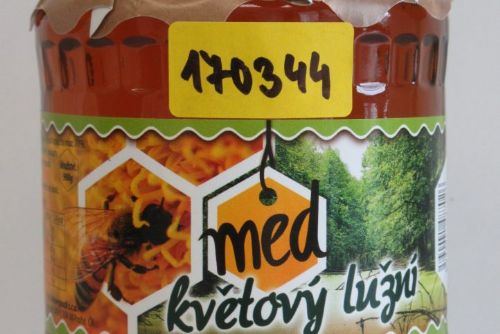 170344
med
květový lužní